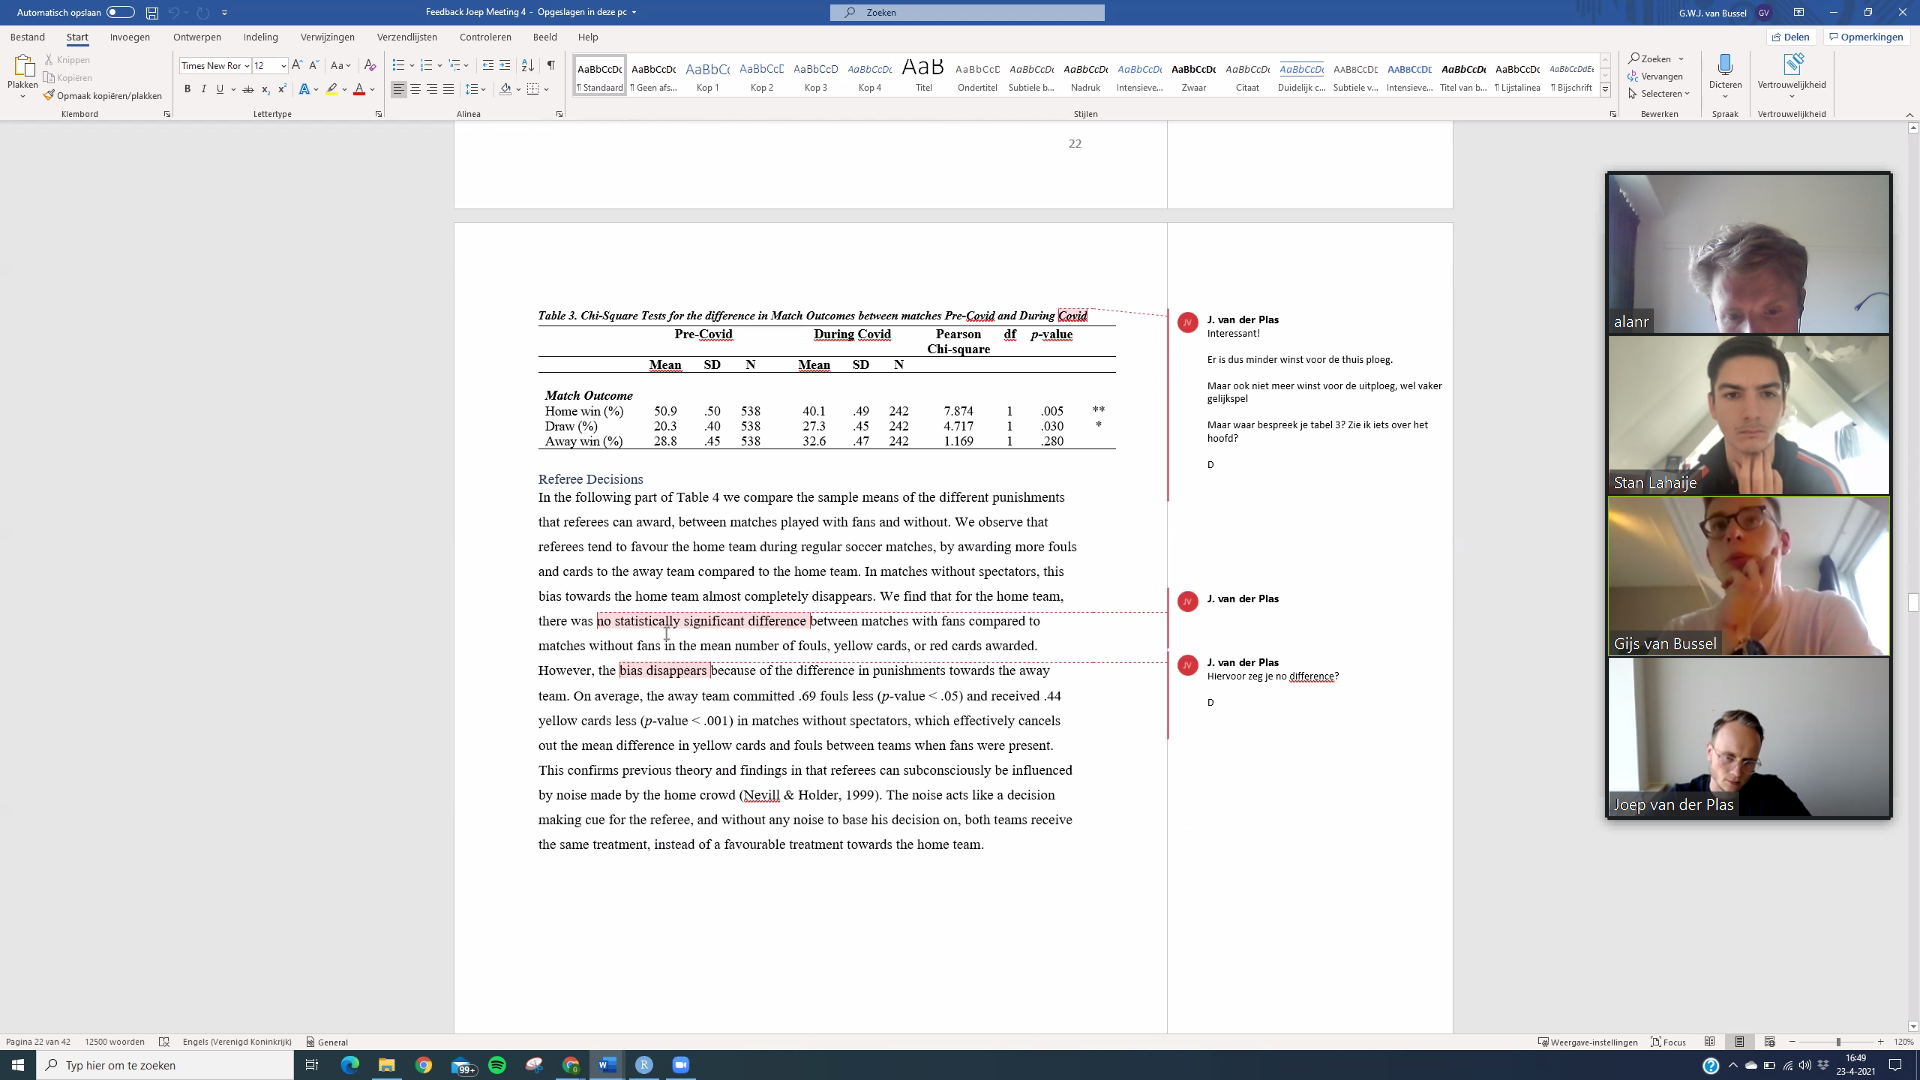 Automatisch opslaan
Feedback Joep Meeting 4 - Opgeslagen in deze pc
Zoeken
G.W.J. van Bussel
GV
Bestand
Start
Invoegen
Ontwerpen
Indeling
Verwijzingen
Verzendlijsten
Controleren
Beeld
Help
Delen
Opmerkingen
Plakken
Knippen
Kopiëren
Opmaak kopiëren/plakken
Klembord
Times New Ror
12
Lettertype
Alinea
AaBbCcDc
¶ Standaard
AaBbCcDc
¶ Geen afs...
AaBbCc
Kop 1
AaBbCcD
Kop 2
AaBbCcD
Kop 3
AaBbCcDc
Kop 4
AaB
Titel
AaBbCcDc
Ondertitel
AaBbCcDc
Subtiele b...
AaBbCcDc
Nadruk
AaBbCcDc
Intensieve...
AaBbCcDc
Zwaar
AaBbCcDc
Citaat
AaBbCcDc
Duidelijk c...
AaBbCcDc
Subtiele v...
AaBbCcDc
Intensieve...
AaBbCcDc
Titel van b...
AaBbCcDc
¶ Lijstalinea
AaBbCcDdEe
¶ Bijschrift
Stijlen
Zoeken
Vervangen
Selecteren
Bewerken
Dicteren
Spraak
Vertrouwelijkheid
Vertrouwelijkheid
22
Table 3. Chi-Square Tests for the difference in Match Outcomes between matches Pre-Covid and During Covid
Pre-Covid During Covid Pearson Chi-square df p-value
Mean SD N Mean SD N
Match Outcome
Home win (%) 50.9 .50 538 40.1 .49 242 7.874 1 .005 **
Draw (%) 20.3 .40 538 27.3 .45 242 4.717 1 .030 *
Away win (%) 28.8 .45 538 32.6 .47 242 1.169 1 .280
Referee Decisions
In the following part of Table 4 we compare the sample means of the different punishments
that referees can award, between matches played with fans and without. We observe that
referees tend to favour the home team during regular soccer matches, by awarding more fouls
and cards to the away team compared to the home team. In matches without spectators, this
bias towards the home team almost completely disappears. We find that for the home team,
there was no statistically significant difference between matches with fans compared to
matches without fans in the mean number of fouls, yellow cards, or red cards awarded.
However, the bias disappears because of the difference in punishments towards the away
team. On average, the away team committed .69 fouls less (p-value < .05) and received .44
yellow cards less (p-value < .001) in matches without spectators, which effectively cancels
out the mean difference in yellow cards and fouls between teams when fans were present.
This confirms previous theory and findings in that referees can subconsciously be influenced
by noise made by the home crowd (Nevill & Holder, 1999). The noise acts like a decision
making cue for the referee, and without any noise to base his decision on, both teams receive
the same treatment, instead of a favourable treatment towards the home team.
JV
J. van der Plas
Interessant!
Er is dus minder winst voor de thuis ploeg.
Maar ook niet meer winst voor de uitploeg, wel vaker
gelijkspel
Maar waar bespreek je tabel 3? Zie ik iets over het
hoofd?
D
JV
J. van der Plas
JV
J. van der Plas
Hiervoor zeg je no difference?
D
alanr
Stan Lahaije
Gijs van Bussel
Joep van der Plas
Pagina 22 van 42
12500 woorden
Engels (Verenigd Koninkrijk)
General
Weergave-instellingen
Focus
120%
Typ hier om te zoeken
99+
16:49
23-4-2021